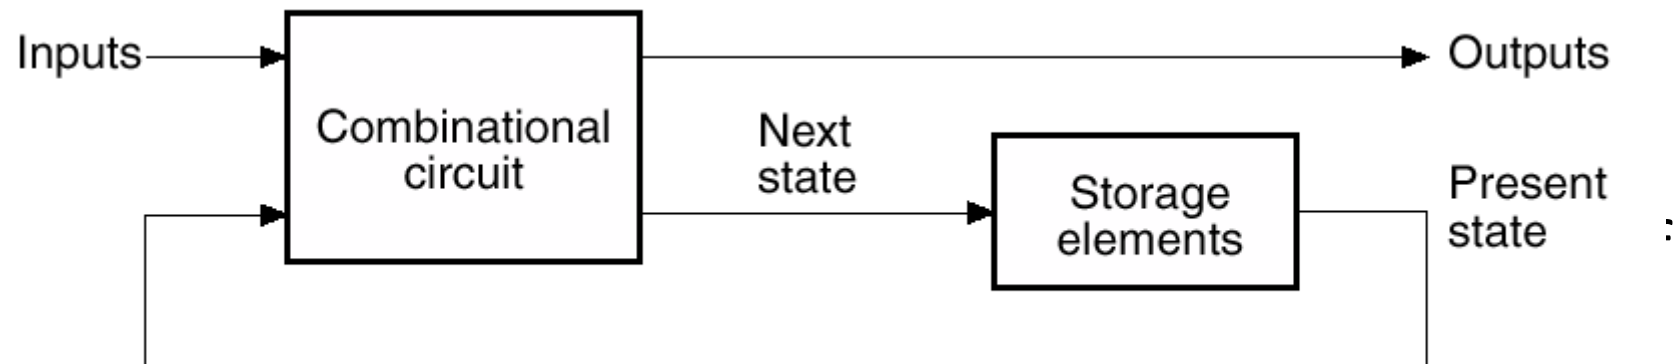 Inputs
Outputs
Combinational
circuit
Next
state
Storage
elements
Present
state